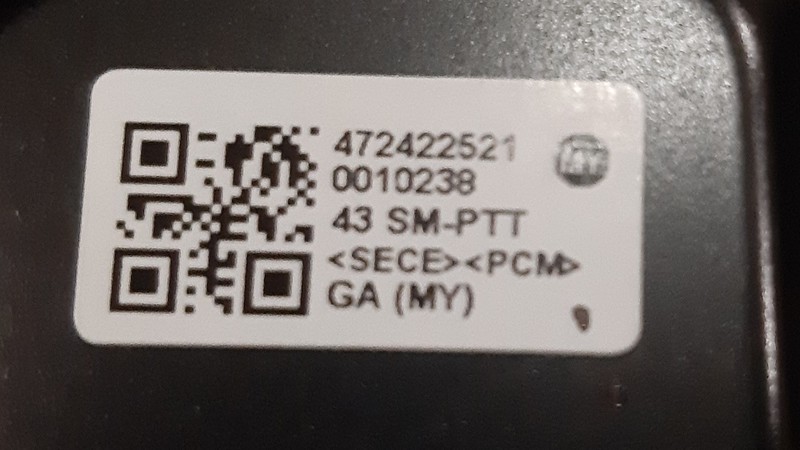 472422521
0010238
43 SM-PTT
<SECE><PCM>
GA (MY)